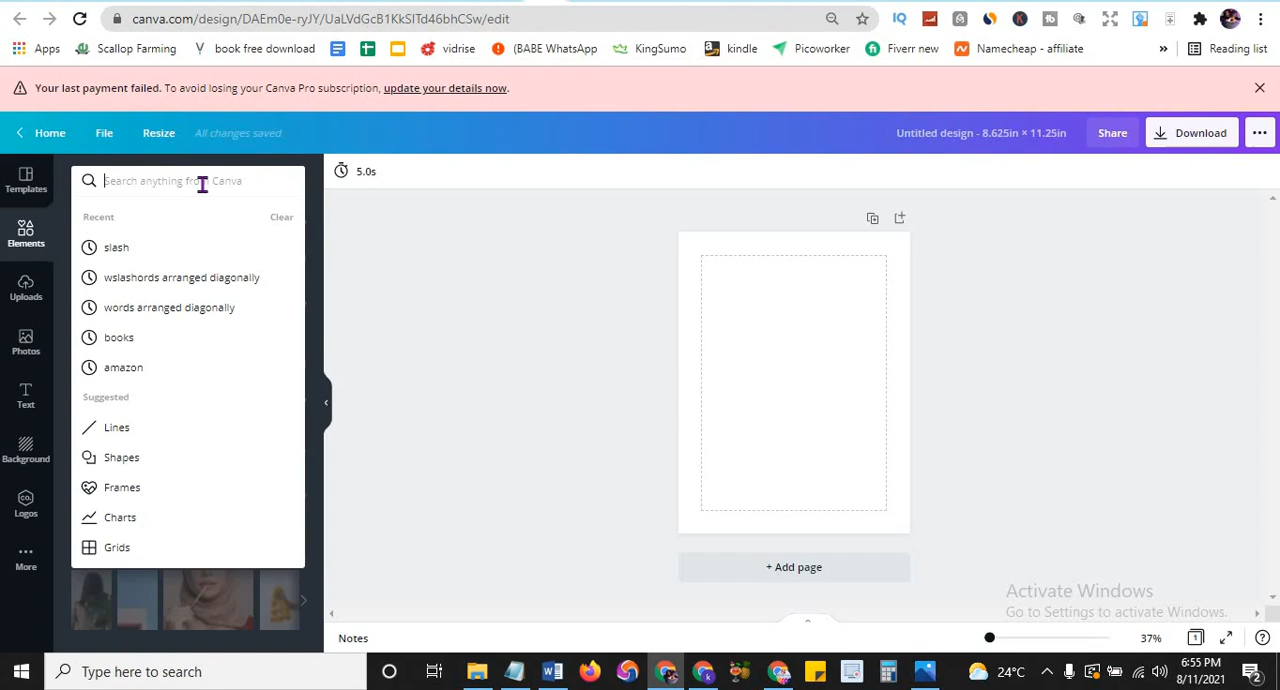 canva.com/design/DAEm0e-ryJY/UaLVdGcB1KkSITd46bhCSw/edit
Apps
Scallop Farming
book free download
vidrise
(BABE WhatsApp
KingSumo
kindle
Picoworker
Fiverr new
Namecheap - affiliate
»
Reading list
Your last payment failed. To avoid losing your Canva Pro subscription, update your details now.
Home
File
Resize
All changes saved
Untitled design - 8.625in × 11.25in
Share
Download
Templates
Elements
Uploads
Photos
Text
Background
CO.
Logos
More
Search anything from Canva
Recent
Clear
slash
wslashords arranged diagonally
words arranged diagonally
books
amazon
Suggested
Lines
Shapes
Frames
Charts
Grids
5.0s
+ Add page
Activate Windows
Go to Settings to activate Windows.
Notes
37%
1
Type here to search
24°C
6:55 PM
8/11/2021
2